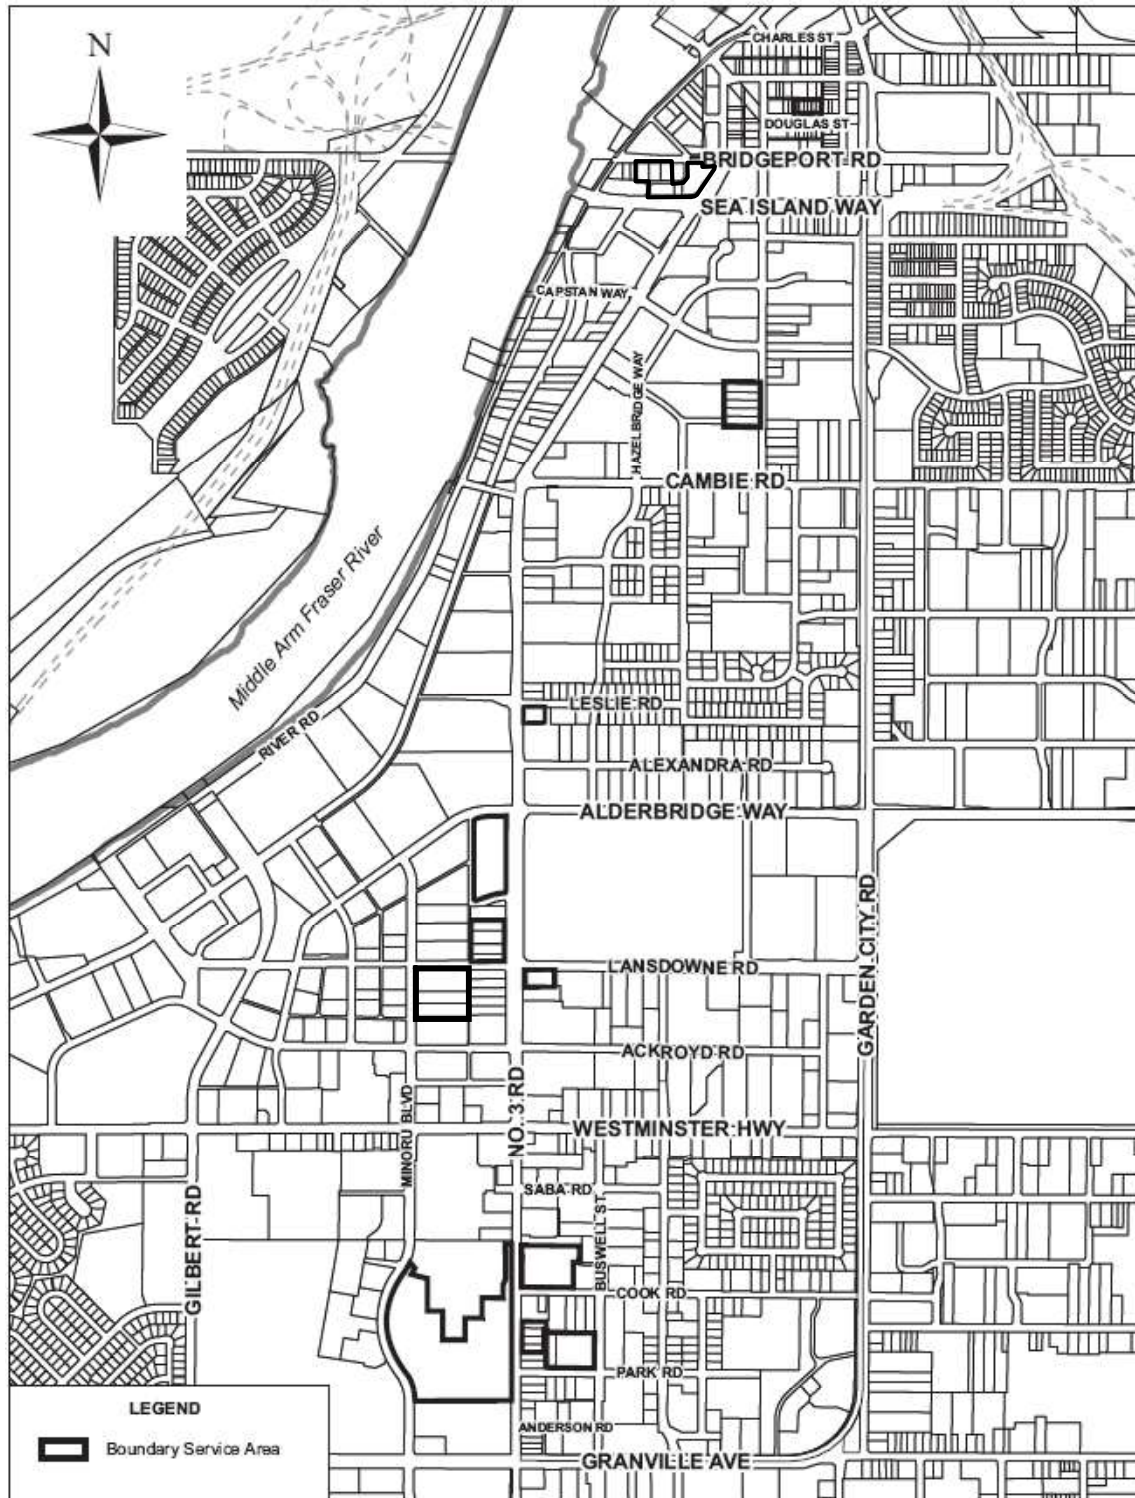 N
CHARLES ST
DOUGLAS ST
BRIDGEPORT RD
SEA ISLAND WAY
CAPSTAN WAY
HAZELBRIDGE WAY
CAMBIE RD
Middle Arm Fraser River
RIVER RD
LESLIE RD
ALEXANDRA RD
ALDERBRIDGE WAY
GARDEN CITY RD
LANSDOWNE RD
ACKROYD RD
NO. 3 RD
MINORU BLVD
WESTMINSTER HWY
SABA RD
GILBERT RD
BUSWELL ST
COOK RD
PARK RD
ANDERSON RD
GRANVILLE AVE
LEGEND
Boundary Service Area